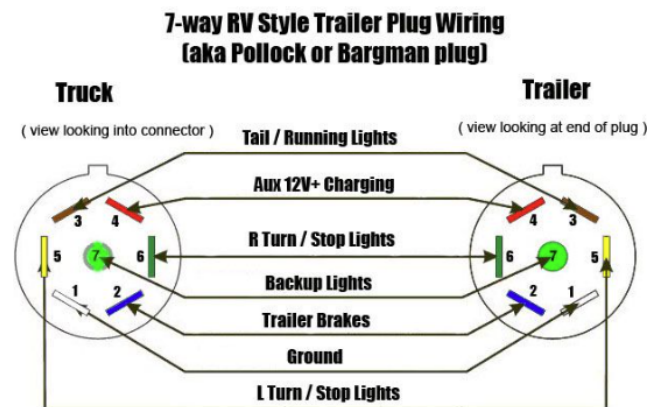 7-way RV Style Trailer Plug Wiring
(aka Pollock or Bargman plug)
Truck
Trailer
( view looking into connector )
( view looking at end of plug )
Tail / Running Lights
Aux 12V+ Charging
R Turn / Stop Lights
Backup Lights
Trailer Brakes
Ground
L Turn / Stop Lights
3 4
5 7 6
1 2
4 3
6 7 5
2 1